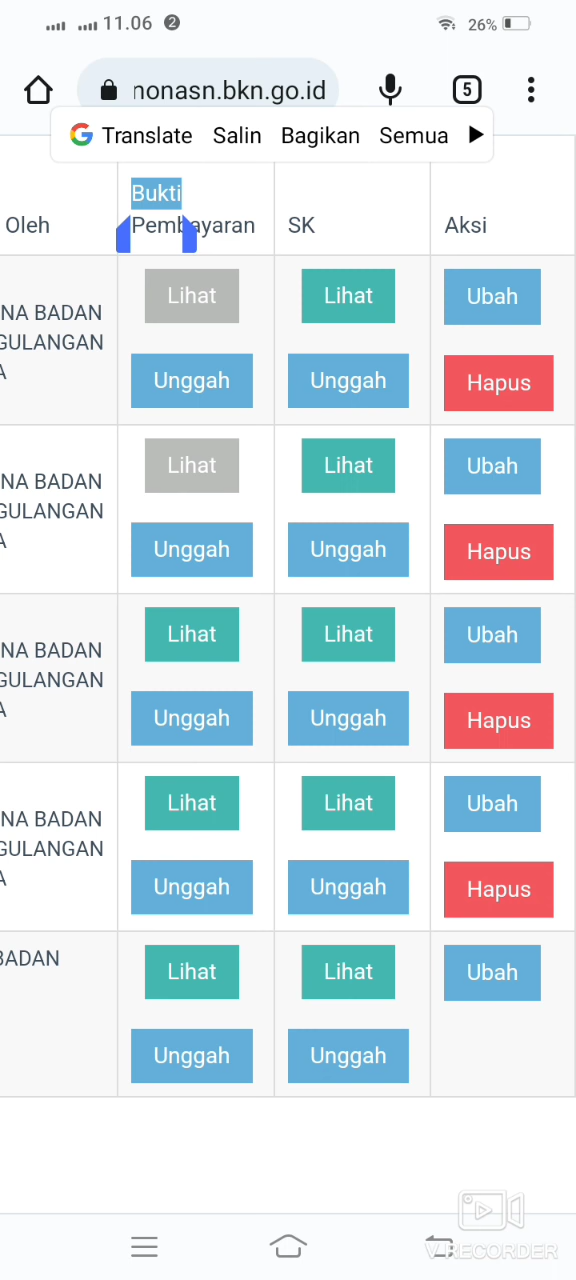 11.06 2 26%
nonasn.bkn.go.id 5
Translate Salin Bagikan Semua
Oleh Bukti Pembayaran SK Aksi
NA BADAN
GULANGAN
A
Lihat Lihat Ubah
Unggah Unggah Hapus
NA BADAN
GULANGAN
A
Lihat Lihat Ubah
Unggah Unggah Hapus
NA BADAN
GULANGAN
A
Lihat Lihat Ubah
Unggah Unggah Hapus
NA BADAN
GULANGAN
A
Lihat Lihat Ubah
Unggah Unggah Hapus
BADAN
Lihat Lihat Ubah
Unggah Unggah
V RECORDER